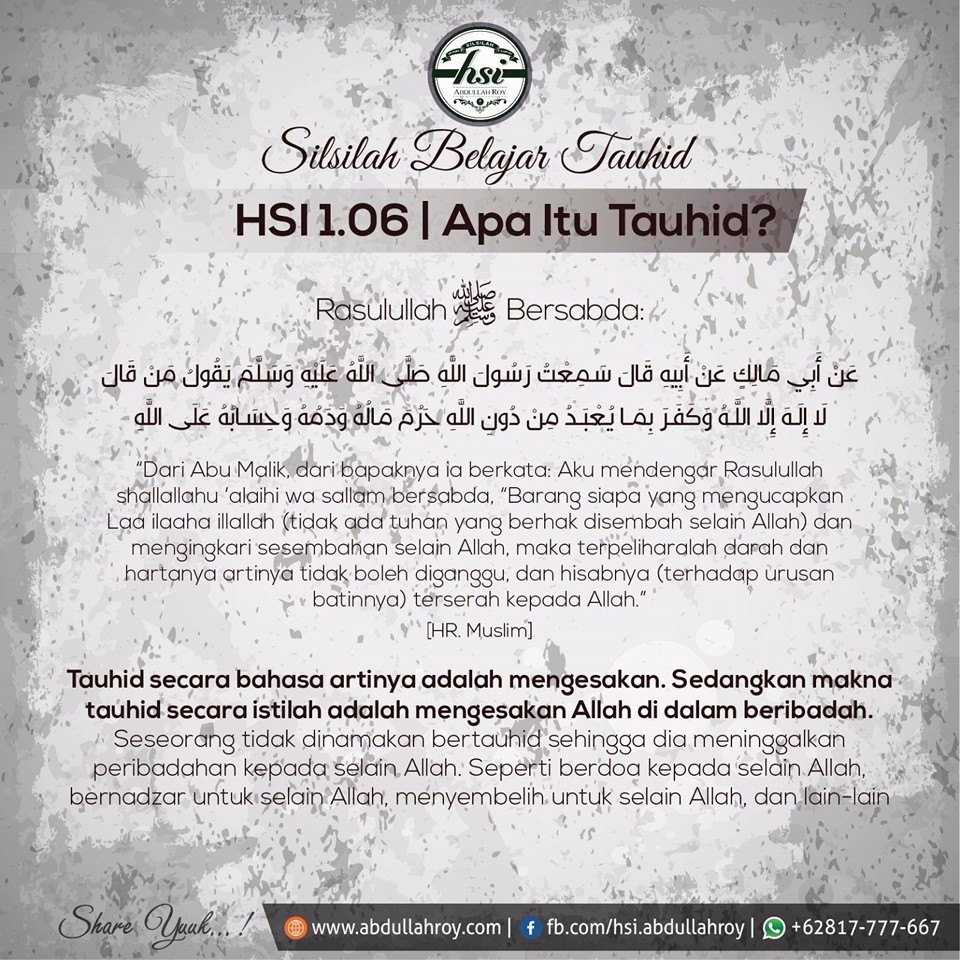 SILSILAH
hsi
ABDULLAH ROY
Silsilah Belajar Tauhid
HSI 1.06 | Apa Itu Tauhid?
Rasulullah ﷺ Bersabda:
عَنْ أَبِي مَالِكٍ عَنْ أَبِيهِ قَالَ سَمِعْتُ رَسُولَ اللَّهِ صَلَّى اللَّهُ عَلَيْهِ وَسَلَّمَ يَقُولُ مَنْ قَالَ
لَا إِلَهَ إِلَّا اللَّهُ وَكَفَرَ بِمَا يُعْبَدُ مِنْ دُونِ اللَّهِ حَرُمَ مَالُهُ وَدَمُهُ وَحِسَابُهُ عَلَى اللَّهِ
“Dari Abu Malik, dari bapaknya ia berkata: Aku mendengar Rasulullah
shallallahu ‘alaihi wa sallam bersabda, “Barang siapa yang mengucapkan
Laa ilaaha illallah (tidak ada tuhan yang berhak disembah selain Allah) dan
mengingkari sesembahan selain Allah, maka terpeliharalah darah dan
hartanya artinya tidak boleh diganggu, dan hisabnya (terhadap urusan
batinnya) terserah kepada Allah.”
[HR. Muslim]
Tauhid secara bahasa artinya adalah mengesakan. Sedangkan makna
tauhid secara istilah adalah mengesakan Allah di dalam beribadah.
Seseorang tidak dinamakan bertauhid sehingga dia meninggalkan
peribadahan kepada selain Allah. Seperti berdoa kepada selain Allah,
bernadzar untuk selain Allah, menyembelih untuk selain Allah, dan lain-lain
Share Yuuk...! www.abdullahroy.com | fb.com/hsi.abdullahroy | +62817-777-667